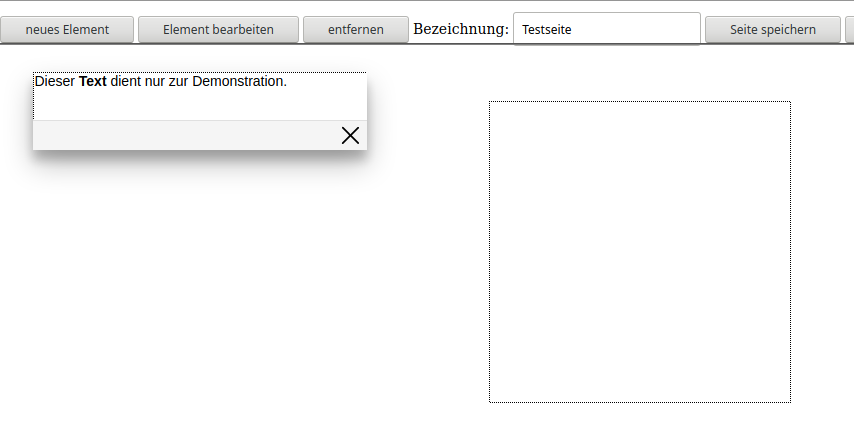 neues Element Element bearbeiten entfernen Bezeichnung: Testseite Seite speichern
Dieser Text dient nur zur Demonstration.